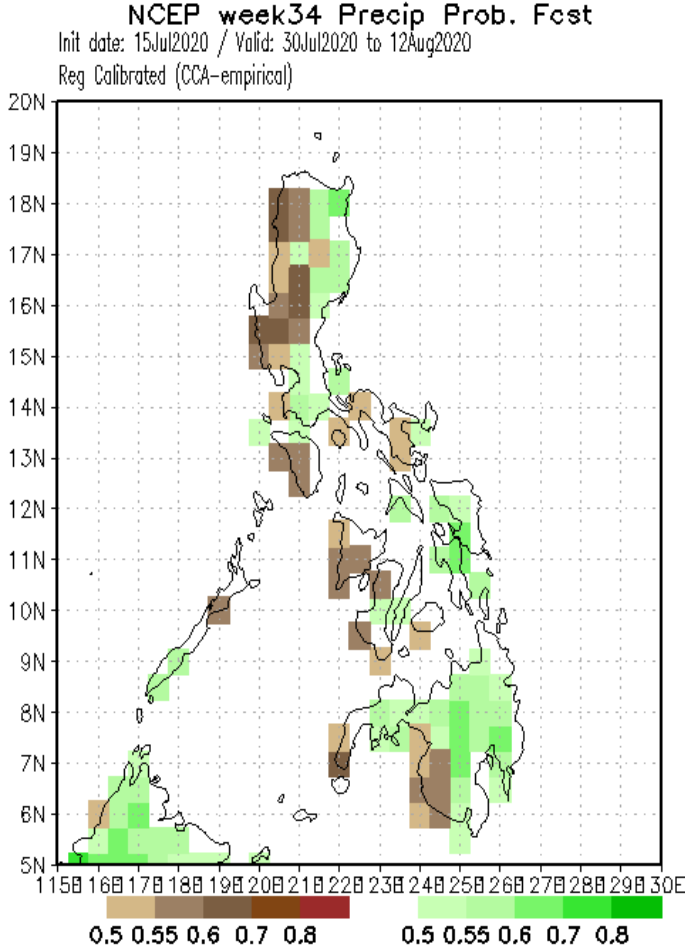 NCEP week34 Precip Prob. Fcst
Init date: 15Jul2020 / Valid: 30Jul2020 to 12Aug2020
Reg Calibrated (CCA-empirical)
20N
19N
18N
17N
16N
15N
14N
13N
12N
11N
10N
9N
8N
7N
6N
5N
115E 116E 117E 118E 119E 120E 121E 122E 123E 124E 125E 126E 127E 128E 129E 130E
0.5 0.55 0.6 0.7 0.8 0.5 0.55 0.6 0.7 0.8